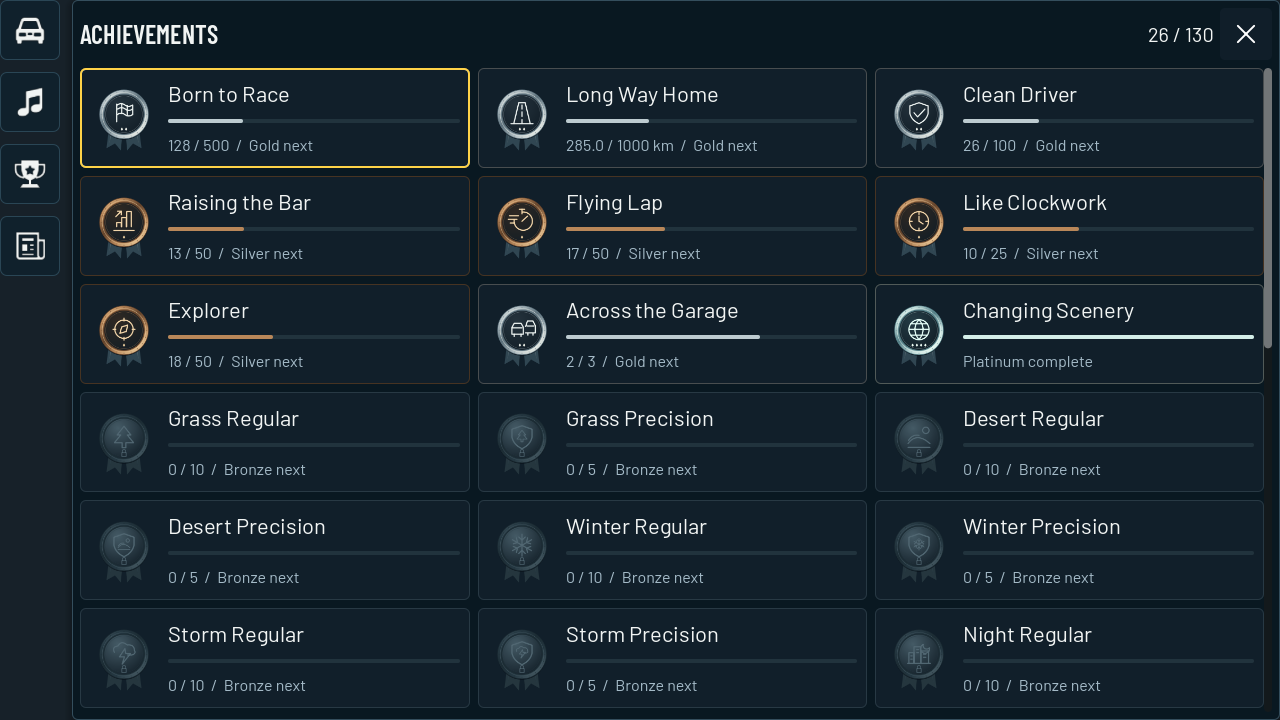 ACHIEVEMENTS
26 / 130
Born to Race
128 / 500 / Gold next
Long Way Home
285.0 / 1000 km / Gold next
Clean Driver
26 / 100 / Gold next
Raising the Bar
13 / 50 / Silver next
Flying Lap
17 / 50 / Silver next
Like Clockwork
10 / 25 / Silver next
Explorer
18 / 50 / Silver next
Across the Garage
2 / 3 / Gold next
Changing Scenery
Platinum complete
Grass Regular
0 / 10 / Bronze next
Grass Precision
0 / 5 / Bronze next
Desert Regular
0 / 10 / Bronze next
Desert Precision
0 / 5 / Bronze next
Winter Regular
0 / 10 / Bronze next
Winter Precision
0 / 5 / Bronze next
Storm Regular
0 / 10 / Bronze next
Storm Precision
0 / 5 / Bronze next
Night Regular
0 / 10 / Bronze next